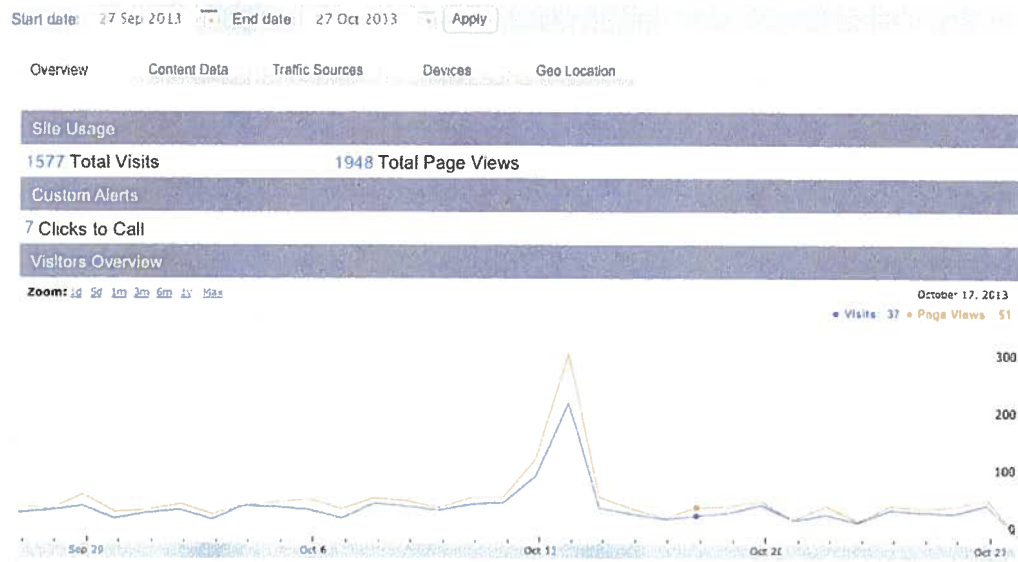 Start date: 27 Sep 2013 End date: 27 Oct 2013 Apply
Overview Content Data Traffic Sources Devices Geo Location
Site Usage
1577 Total Visits 1948 Total Page Views
Custom Alerts
7 Clicks to Call
Visitors Overview
Zoom: 1d 5d 1m 3m 6m 1y Max
October 17, 2013
Visits: 37 Page Views 51
300
200
100
0
Sep 29 Oct 6 Oct 13 Oct 20 Oct 27